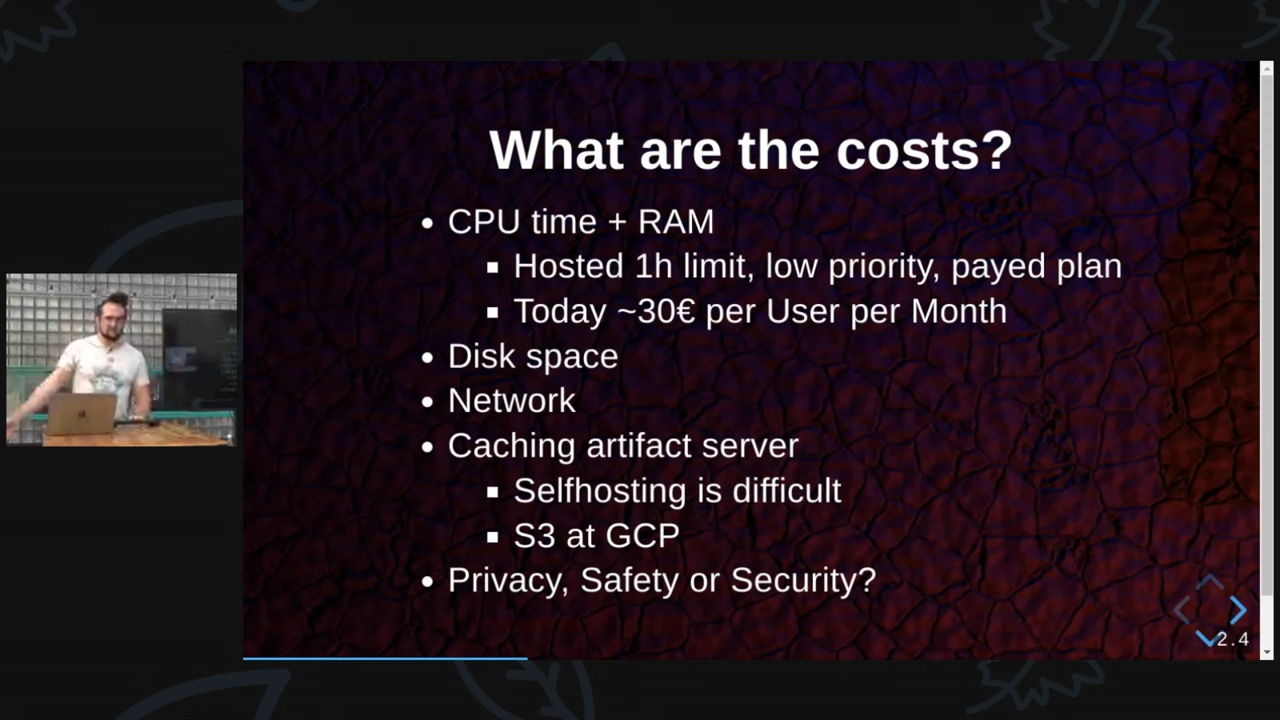 What are the costs?
• CPU time + RAM
▪ Hosted 1h limit, low priority, payed plan
▪ Today ~30€ per User per Month
• Disk space
• Network
• Caching artifact server
▪ Selfhosting is difficult
▪ S3 at GCP
• Privacy, Safety or Security?
2.4